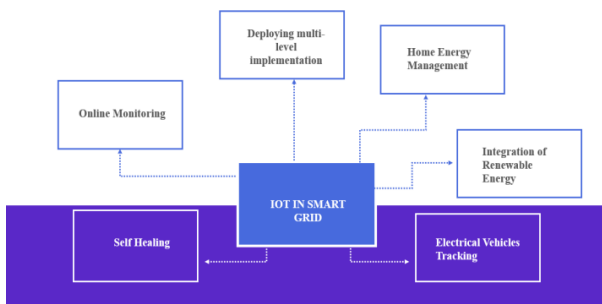 Deploying multi-
level
implementation
Home Energy
Management
Online Monitoring
Integration of
Renewable
Energy
IOT IN SMART
GRID
Self Healing
Electrical Vehicles
Tracking